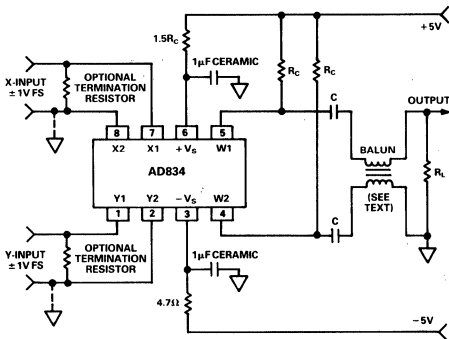 +5V
1.5R_C
1µF CERAMIC
R_C
R_C
X-INPUT
±1V FS
OPTIONAL
TERMINATION
RESISTOR
C
OUTPUT
8
7
6
5
X2
X1
+V_S
W1
AD834
Y1
Y2
−V_S
W2
1
2
3
4
BALUN
(SEE
TEXT)
R_L
C
Y-INPUT
±1V FS
OPTIONAL
TERMINATION
RESISTOR
1µF CERAMIC
4.7Ω
−5V